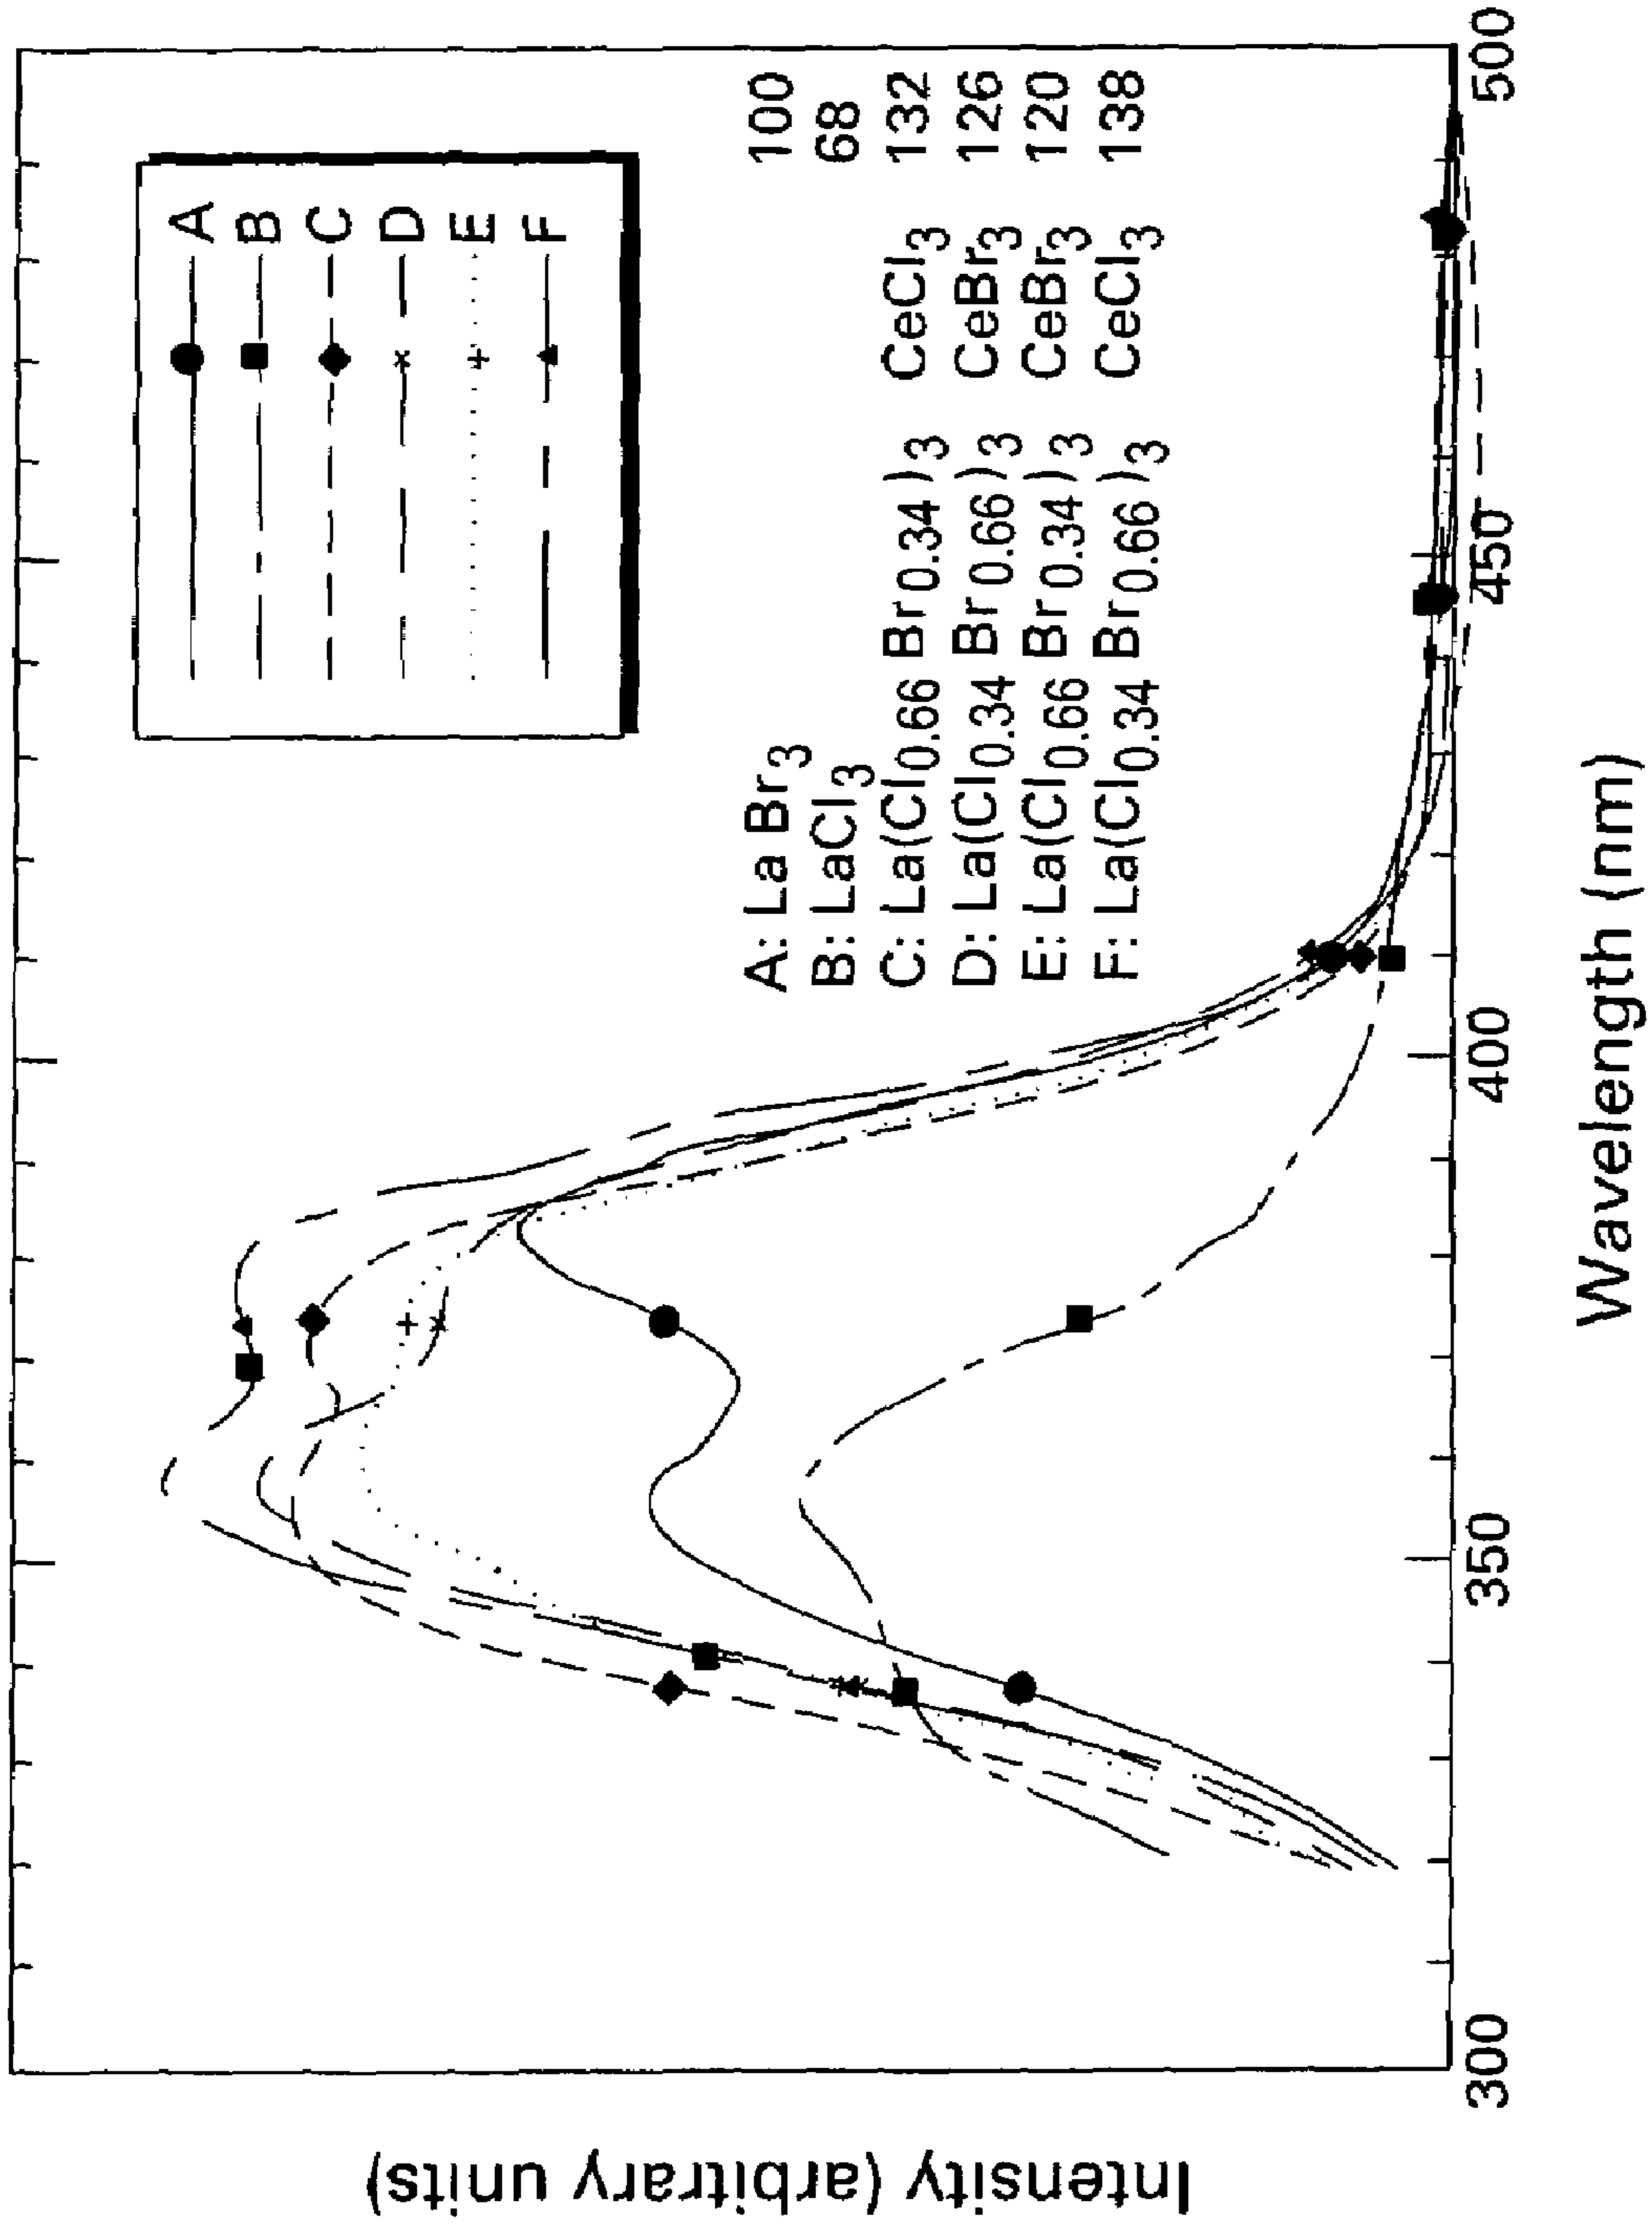 A
B
C
D
E
F
A: La Br3 100
B: LaCl3 68
C: La(Cl0.66 Br0.34)3 CeCl3 132
D: La(Cl0.34 Br0.66)3 CeBr3 126
E: La(Cl0.66 Br0.34)3 CeBr3 120
F: La(Cl0.34 Br0.66)3 CeCl3 138
Intensity (arbitrary units)
300 350 400 450 500
Wavelength (nm)